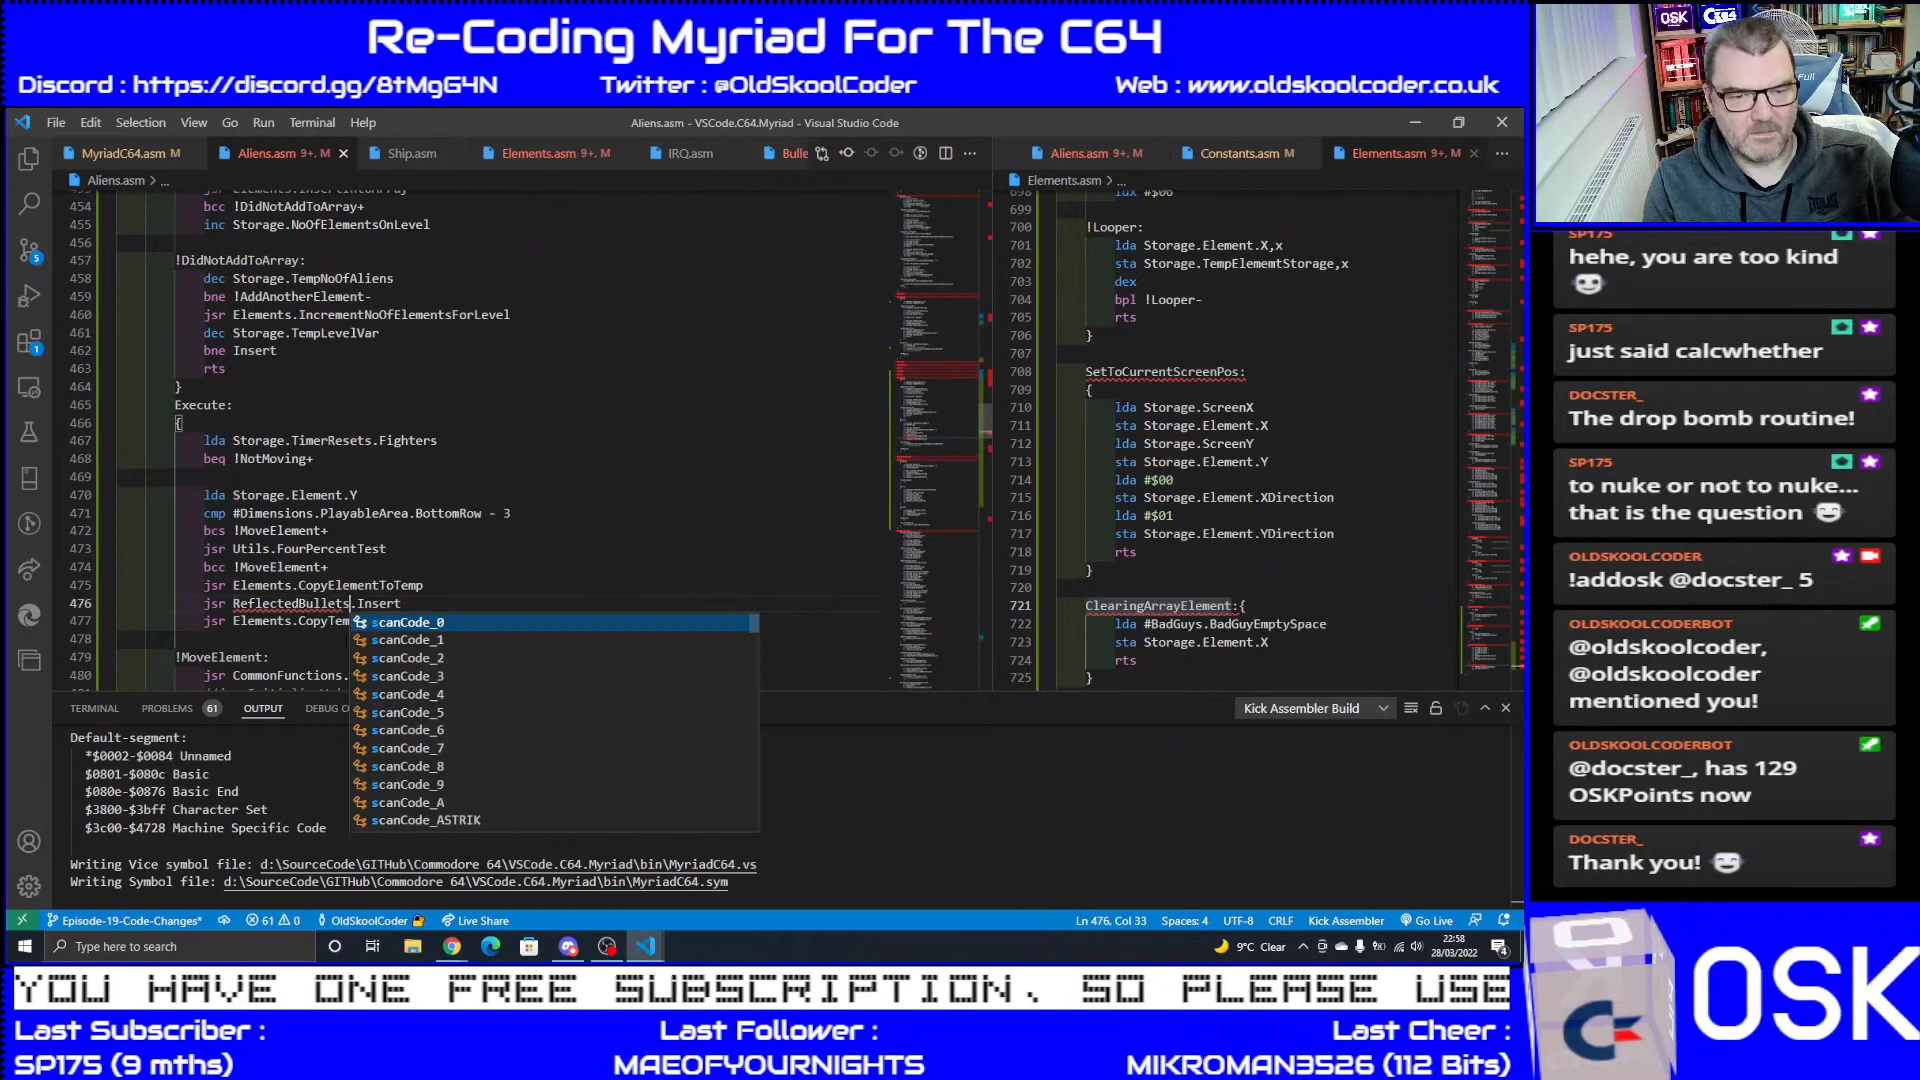 Re-Coding Myriad For The C64
Discord : https://discord.gg/8tMgG4N
Twitter : @OldSkoolCoder
Web : www.oldskoolcoder.co.uk
File Edit Selection View Go Run Terminal Help
Aliens.asm - VSCode.C64.Myriad - Visual Studio Code
MyriadC64.asm M
Aliens.asm 9+, M
Ship.asm
Elements.asm 9+, M
IRQ.asm
Bulle
Aliens.asm 9+, M
Constants.asm M
Elements.asm 9+, M
Aliens.asm > ...
454 bcc !DidNotAddToArray+
455 inc Storage.NoOfElementsOnLevel
456
457 !DidNotAddToArray:
458 dec Storage.TempNoOfAliens
459 bne !AddAnotherElement-
460 jsr Elements.IncrementNoOfElementsForLevel
461 dec Storage.TempLevelVar
462 bne Insert
463 rts
464 }
465 Execute:
466 {
467 lda Storage.TimerResets.Fighters
468 beq !NotMoving+
469
470 lda Storage.Element.Y
471 cmp #Dimensions.PlayableArea.BottomRow - 3
472 bcs !MoveElement+
473 jsr Utils.FourPercentTest
474 bcc !MoveElement+
475 jsr Elements.CopyElementToTemp
476 jsr ReflectedBullets.Insert
477 jsr Elements.CopyTem
478
479 !MoveElement:
480 jsr CommonFunctions.
scanCode_0
scanCode_1
scanCode_2
scanCode_3
scanCode_4
scanCode_5
scanCode_6
scanCode_7
scanCode_8
scanCode_9
scanCode_A
scanCode_ASTRIK
Elements.asm > ...
698 ldx #$06
699
700 !Looper:
701 lda Storage.Element.X,x
702 sta Storage.TempElememtStorage,x
703 dex
704 bpl !Looper-
705 rts
706 }
707
708 SetToCurrentScreenPos:
709 {
710 lda Storage.ScreenX
711 sta Storage.Element.X
712 lda Storage.ScreenY
713 sta Storage.Element.Y
714 lda #$00
715 sta Storage.Element.XDirection
716 lda #$01
717 sta Storage.Element.YDirection
718 rts
719 }
720
721 ClearingArrayElement:{
722 lda #BadGuys.BadGuyEmptySpace
723 sta Storage.Element.X
724 rts
725 }
TERMINAL PROBLEMS 61 OUTPUT DEBUG CO
Kick Assembler Build
Default-segment:
*$0002-$0084 Unnamed
$0801-$080c Basic
$080e-$0876 Basic End
$3800-$3bff Character Set
$3c00-$4728 Machine Specific Code
Writing Vice symbol file: d:\SourceCode\GITHub\Commodore 64\VSCode.C64.Myriad\bin\MyriadC64.vs
Writing Symbol file: d:\SourceCode\GITHub\Commodore 64\VSCode.C64.Myriad\bin\MyriadC64.sym
Episode-19-Code-Changes* 61 0 OldSkoolCoder Live Share
Ln 476, Col 33 Spaces: 4 UTF-8 CRLF Kick Assembler Go Live
Type here to search
9°C Clear
22:58
28/03/2022
SP175
hehe, you are too kind
SP175
just said calcwhether
DOCSTER_
The drop bomb routine!
SP175
to nuke or not to nuke...
that is the question
OLDSKOOLCODER
!addosk @docster_ 5
OLDSKOOLCODERBOT
@oldskoolcoder,
@oldskoolcoder
mentioned you!
OLDSKOOLCODERBOT
@docster_, has 129
OSKPoints now
DOCSTER_
Thank you!
YOU HAVE ONE FREE SUBSCRIPTION. SO PLEASE USE
Last Subscriber :
SP175 (9 mths)
Last Follower :
MAEOFYOURNIGHTS
Last Cheer :
MIKROMAN3526 (112 Bits)
OSK